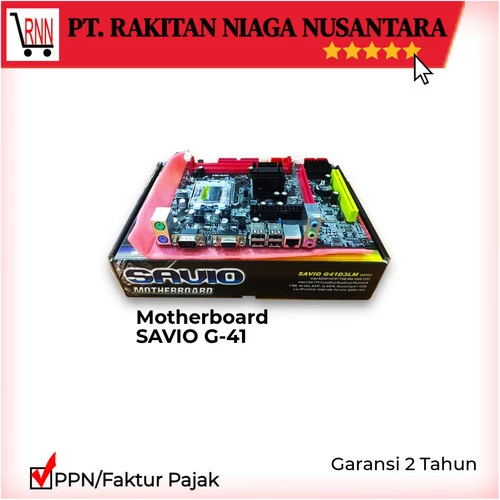 RNN
PT. RAKITAN NIAGA NUSANTARA
SAVIO
MOTHERBOARD
SAVIO G41D3LM
Motherboard
SAVIO G-41
PPN/Faktur Pajak
Garansi 2 Tahun